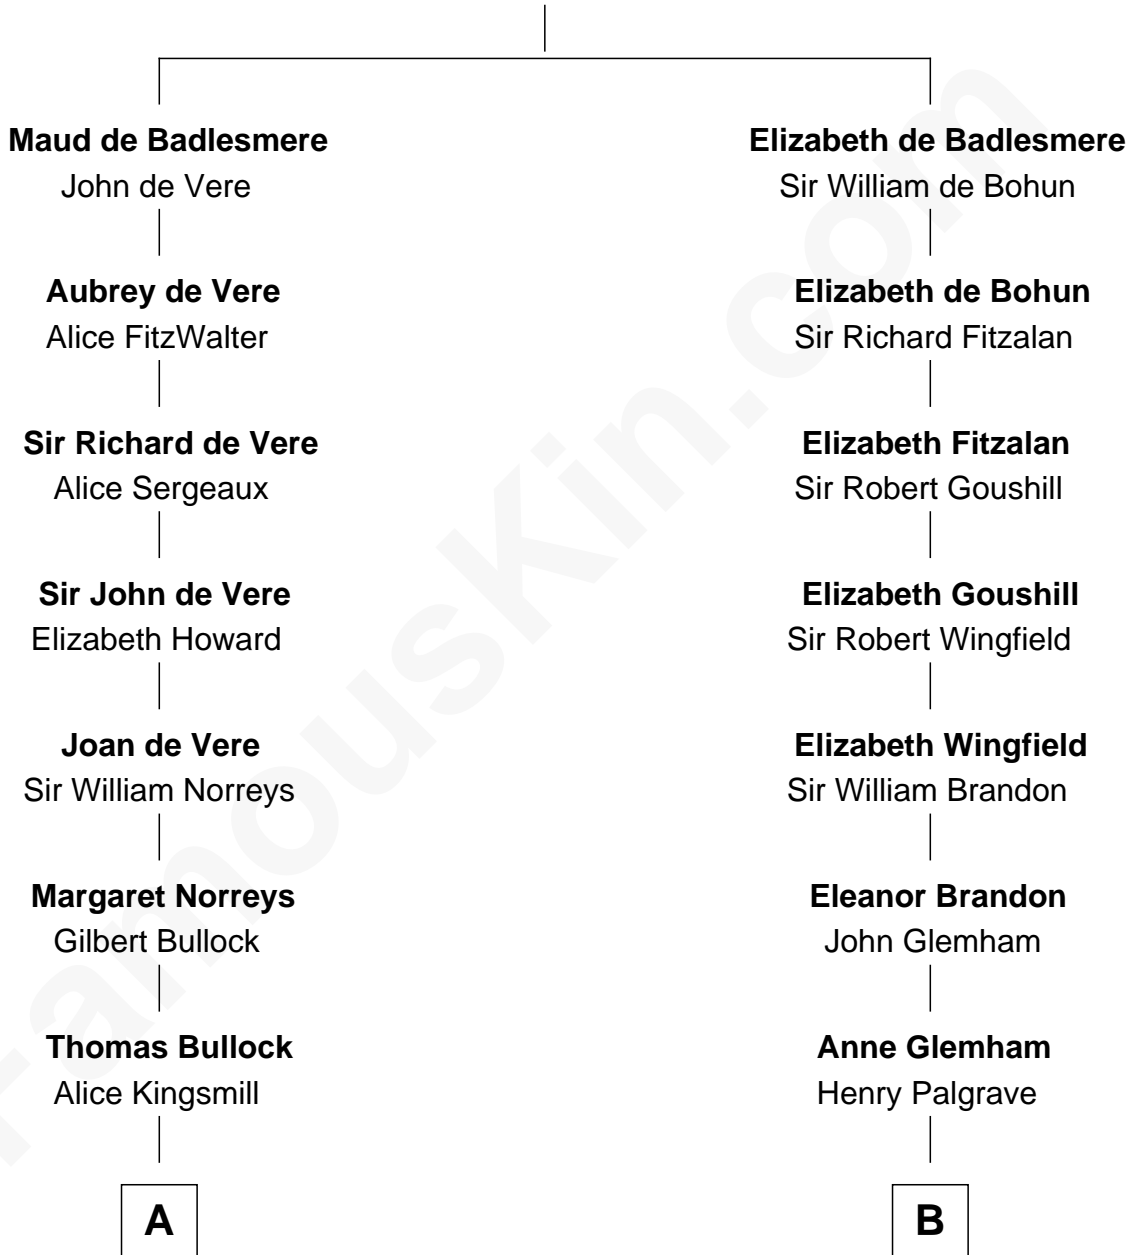 Maud de Badlesmere
John de Vere
Aubrey de Vere
Alice FitzWalter
Sir Richard de Vere
Alice Sergeaux
Sir John de Vere
Elizabeth Howard
Joan de Vere
Sir William Norreys
Margaret Norreys
Gilbert Bullock
Thomas Bullock
Alice Kingsmill
A
Elizabeth de Badlesmere
Sir William de Bohun
Elizabeth de Bohun
Sir Richard Fitzalan
Elizabeth Fitzalan
Sir Robert Goushill
Elizabeth Goushill
Sir Robert Wingfield
Elizabeth Wingfield
Sir William Brandon
Eleanor Brandon
John Glemham
Anne Glemham
Henry Palgrave
B
FamousKin.com